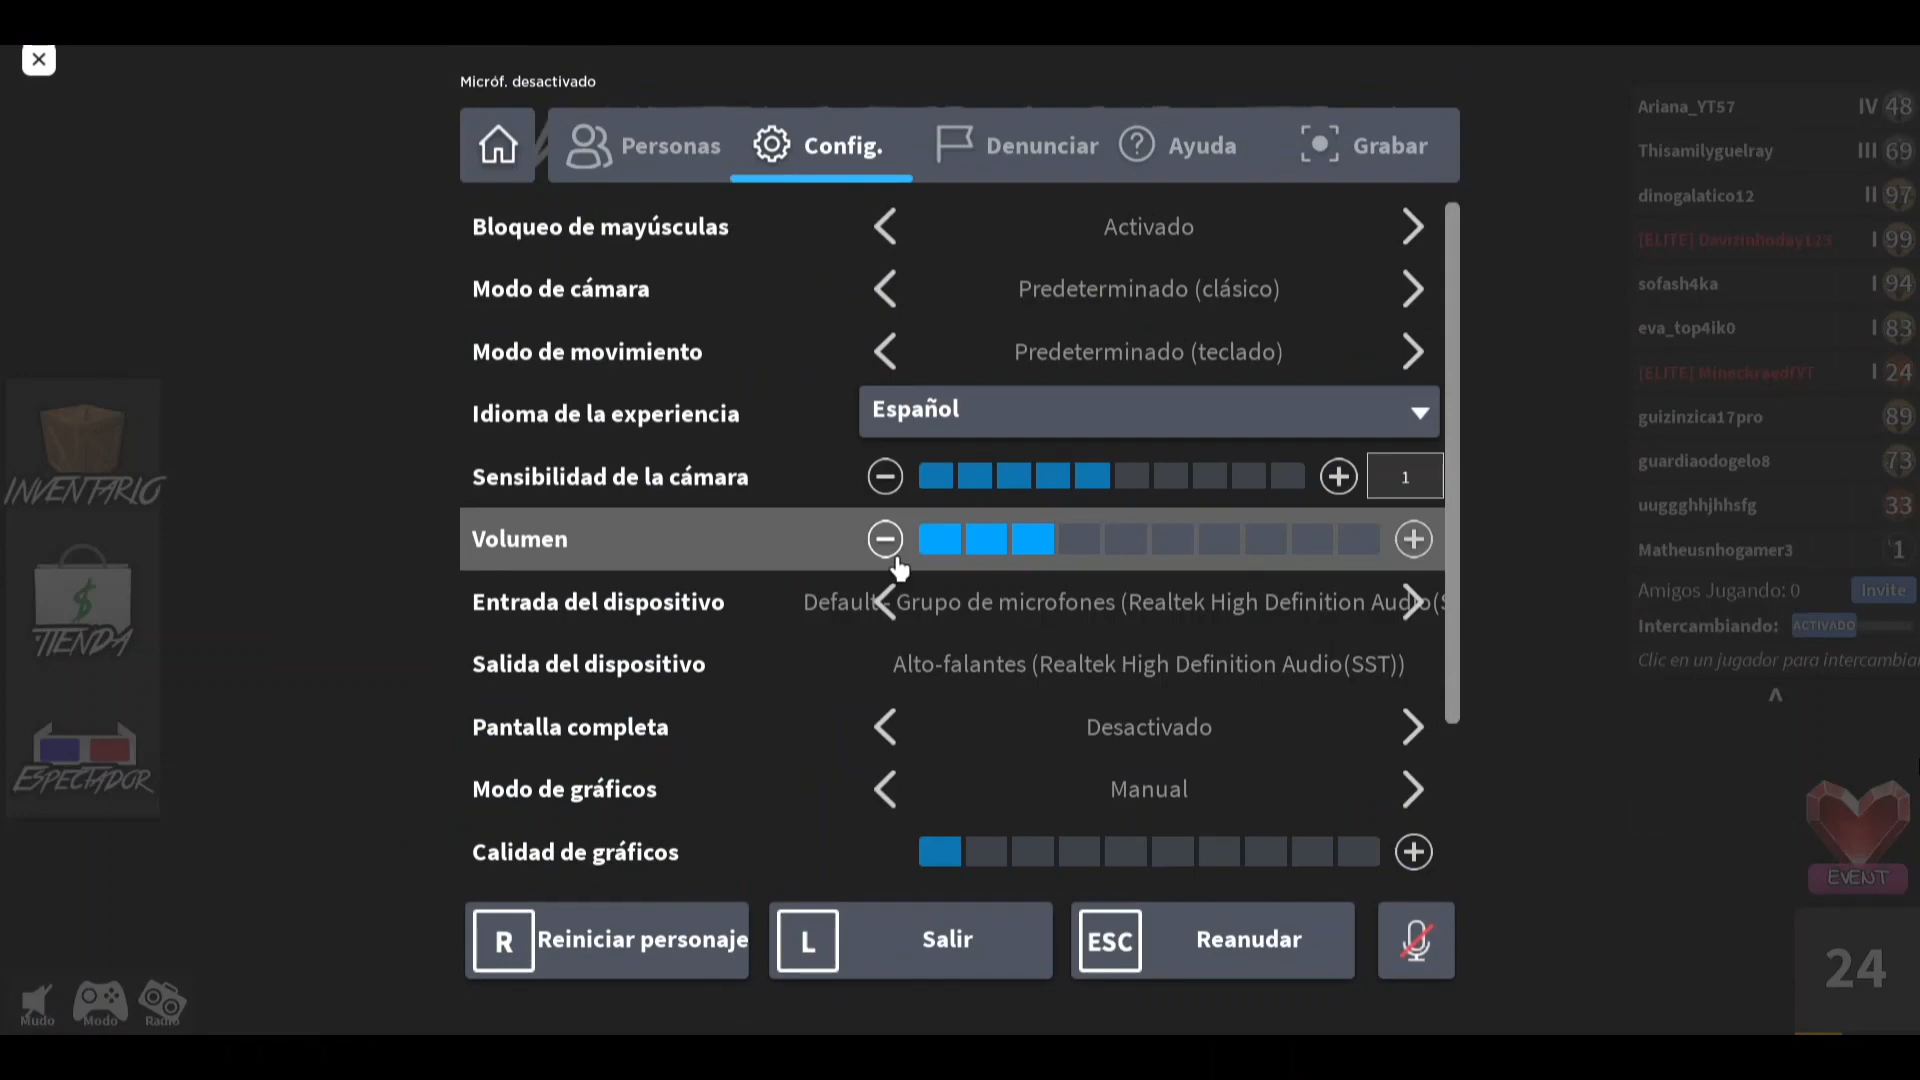 Micróf. desactivado
Personas
Config.
Denunciar
Ayuda
Grabar
Bloqueo de mayúsculas
Activado
Modo de cámara
Predeterminado (clásico)
Modo de movimiento
Predeterminado (teclado)
Idioma de la experiencia
Español
Sensibilidad de la cámara
1
Volumen
Entrada del dispositivo
Default - Grupo de microfones (Realtek High Definition Audio(S
Salida del dispositivo
Alto-falantes (Realtek High Definition Audio(SST))
Pantalla completa
Desactivado
Modo de gráficos
Manual
Calidad de gráficos
R Reiniciar personaje
L Salir
ESC Reanudar
INVENTARIO
$
TIENDA
ESPECTADOR
Mudo
Modo
Radio
Ariana_YT57 IV 48
Thisamilyguelray III 69
dinogalatico12 II 97
[ELITE] Davizinhoday123 I 99
sofash4ka I 94
eva_top4ik0 I 83
[ELITE] MineckraedfYT I 24
guizinzica17pro 89
guardiaodogelo8 73
uuggghhjhhsfg 33
Matheusnhogamer3 1
Amigos Jugando: 0 Invite
Intercambiando: ACTIVADO
Clic en un jugador para intercambiar
EVENT
24